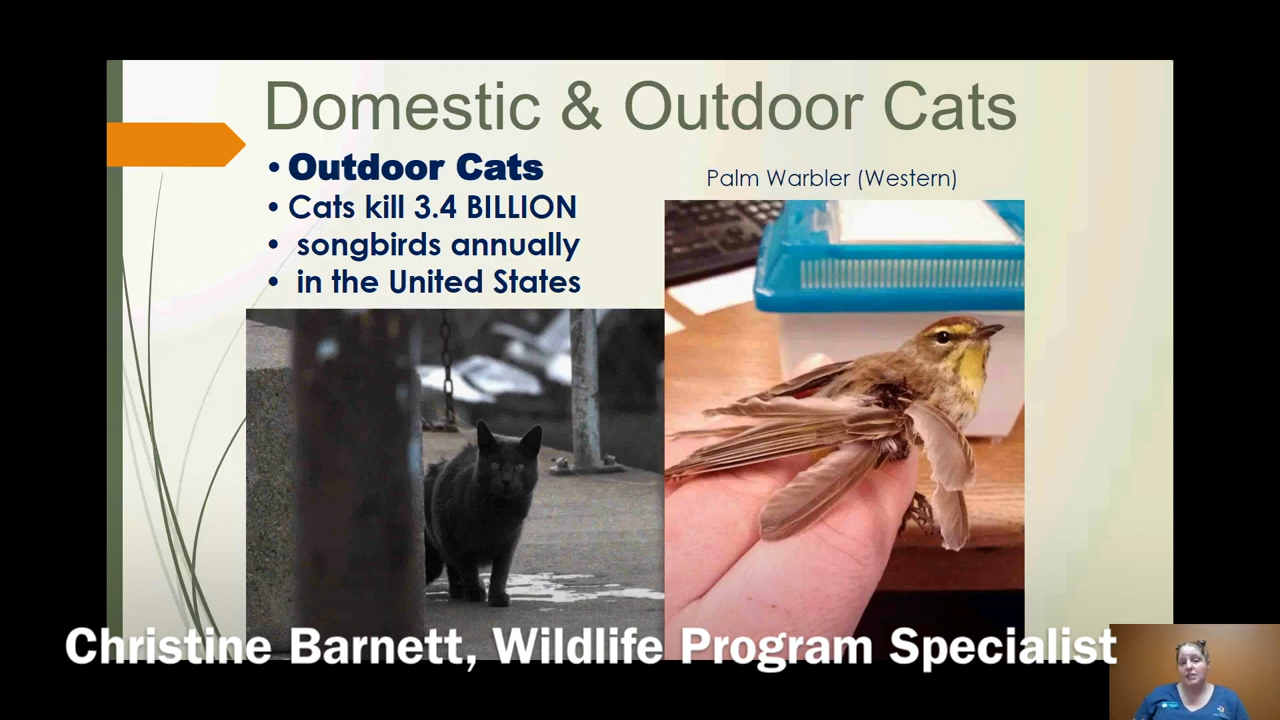 Domestic & Outdoor Cats
• Outdoor Cats
• Cats kill 3.4 BILLION
• songbirds annually
• in the United States
Palm Warbler (Western)
Christine Barnett, Wildlife Program Specialist